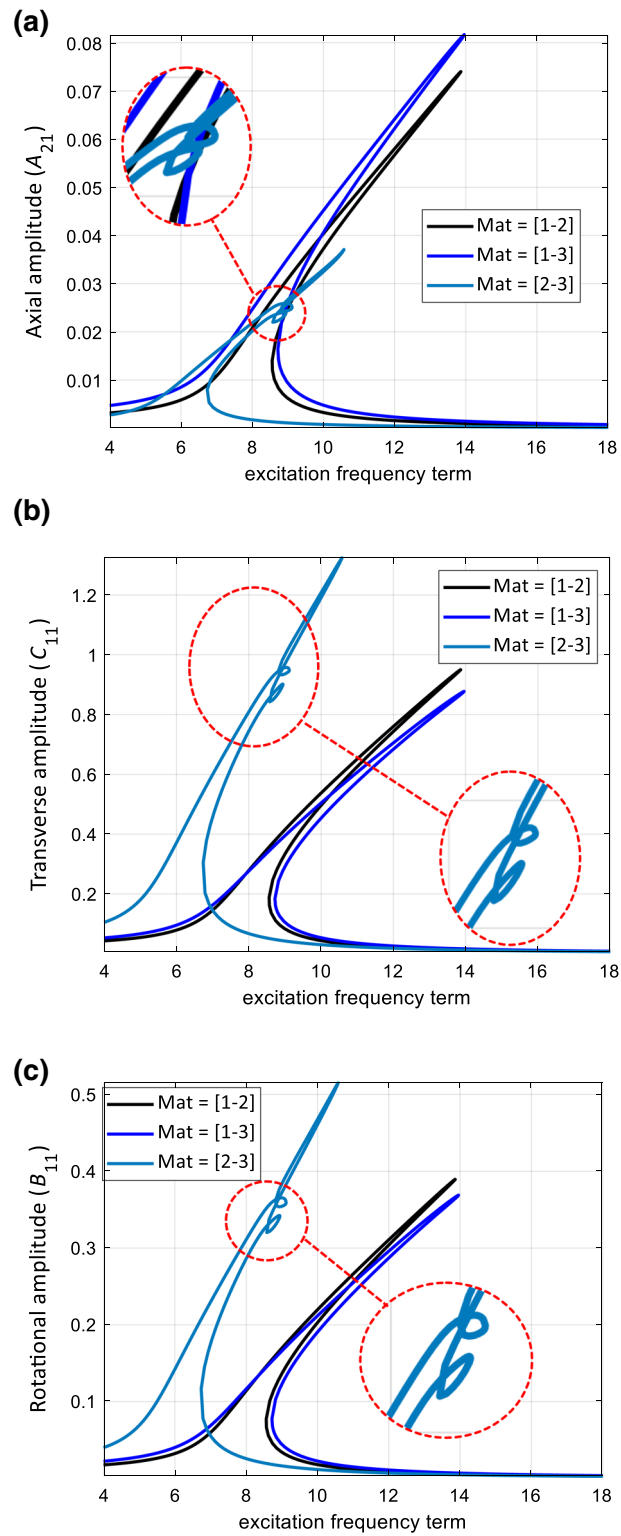 (a)
0.08
0.07
0.06
0.05
0.04
0.03
0.02
0.01
Axial amplitude (A21)
Mat = [1-2]
Mat = [1-3]
Mat = [2-3]
4 6 8 10 12 14 16 18
excitation frequency term
(b)
1.2
1
0.8
0.6
0.4
0.2
Transverse amplitude (C11)
Mat = [1-2]
Mat = [1-3]
Mat = [2-3]
4 6 8 10 12 14 16 18
excitation frequency term
(c)
0.5
0.4
0.3
0.2
0.1
Rotational amplitude (B11)
Mat = [1-2]
Mat = [1-3]
Mat = [2-3]
4 6 8 10 12 14 16 18
excitation frequency term